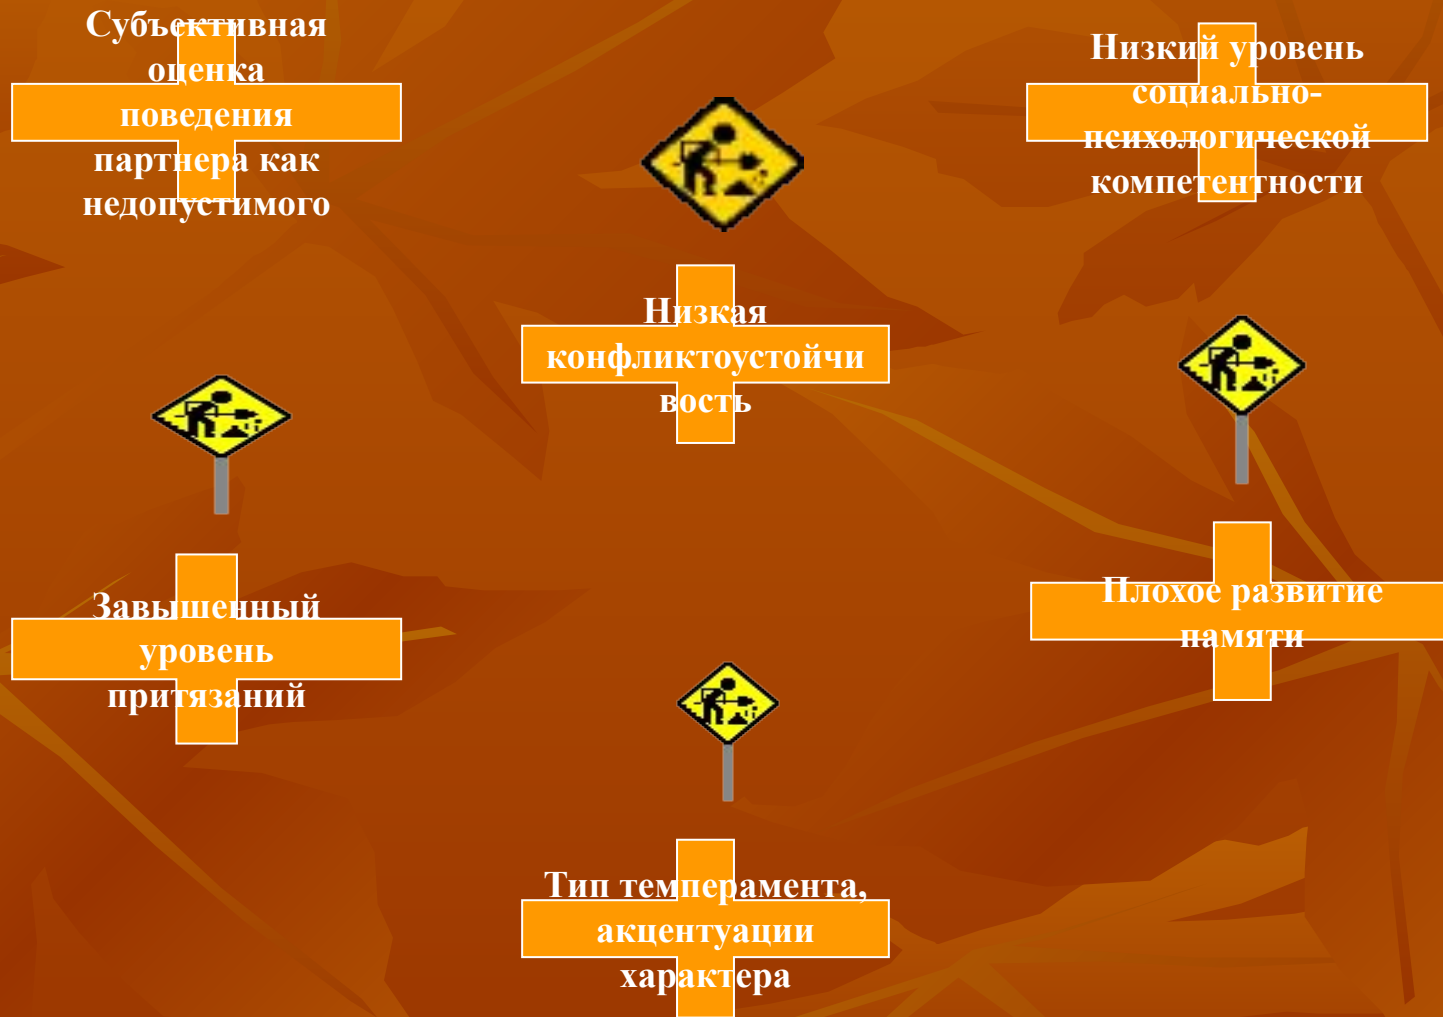 Субъективная
оценка
поведения
партнера как
недопустимого
Низкий уровень
социально-
психологической
компетентности
Низкая
конфликтоустойчи
вость
Завышенный
уровень
притязаний
Плохое развитие
памяти
Тип темперамента,
акцентуации
характера